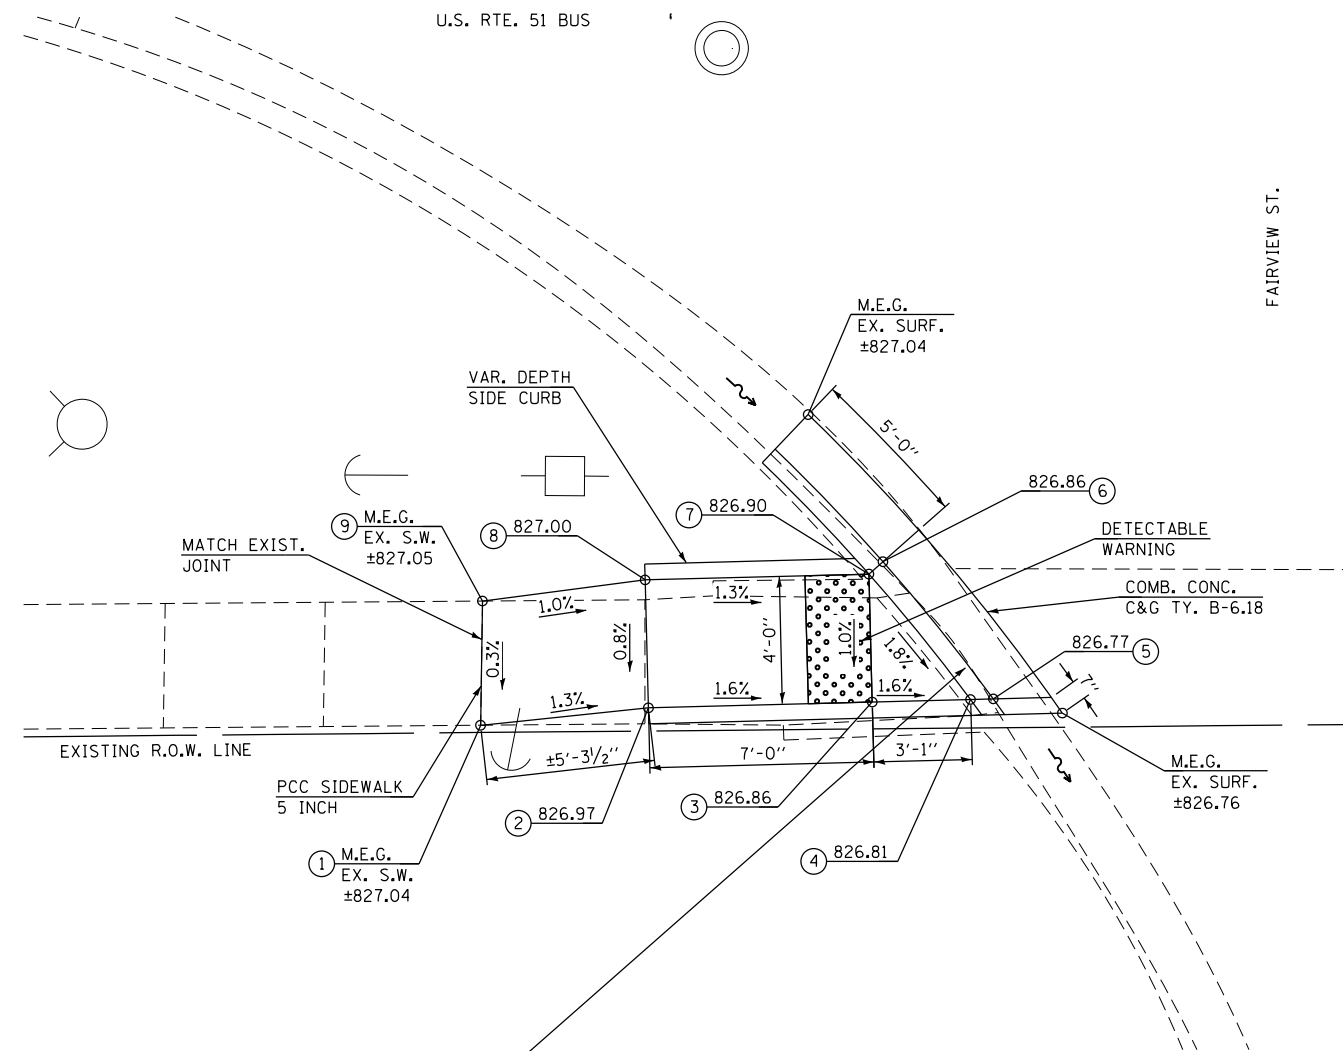 U.S. RTE. 51 BUS
FAIRVIEW ST.
M.E.G.
EX. SURF.
±827.04
VAR. DEPTH
SIDE CURB
5'-0"
826.86 6
7 826.90
9 M.E.G.
EX. S.W.
±827.05
8 827.00
DETECTABLE
WARNING
MATCH EXIST.
JOINT
COMB. CONC.
C&G TY. B-6.18
1.0%
1.3%
0.3%
0.8%
4'-0"
1.0%
1.8%
826.77 5
1.3%
1.6%
1.6%
7"
EXISTING R.O.W. LINE
±5'-3 1/2"
7'-0"
3'-1"
M.E.G.
EX. SURF.
±826.76
PCC SIDEWALK
5 INCH
2 826.97
3 826.86
4 826.81
1 M.E.G.
EX. S.W.
±827.04